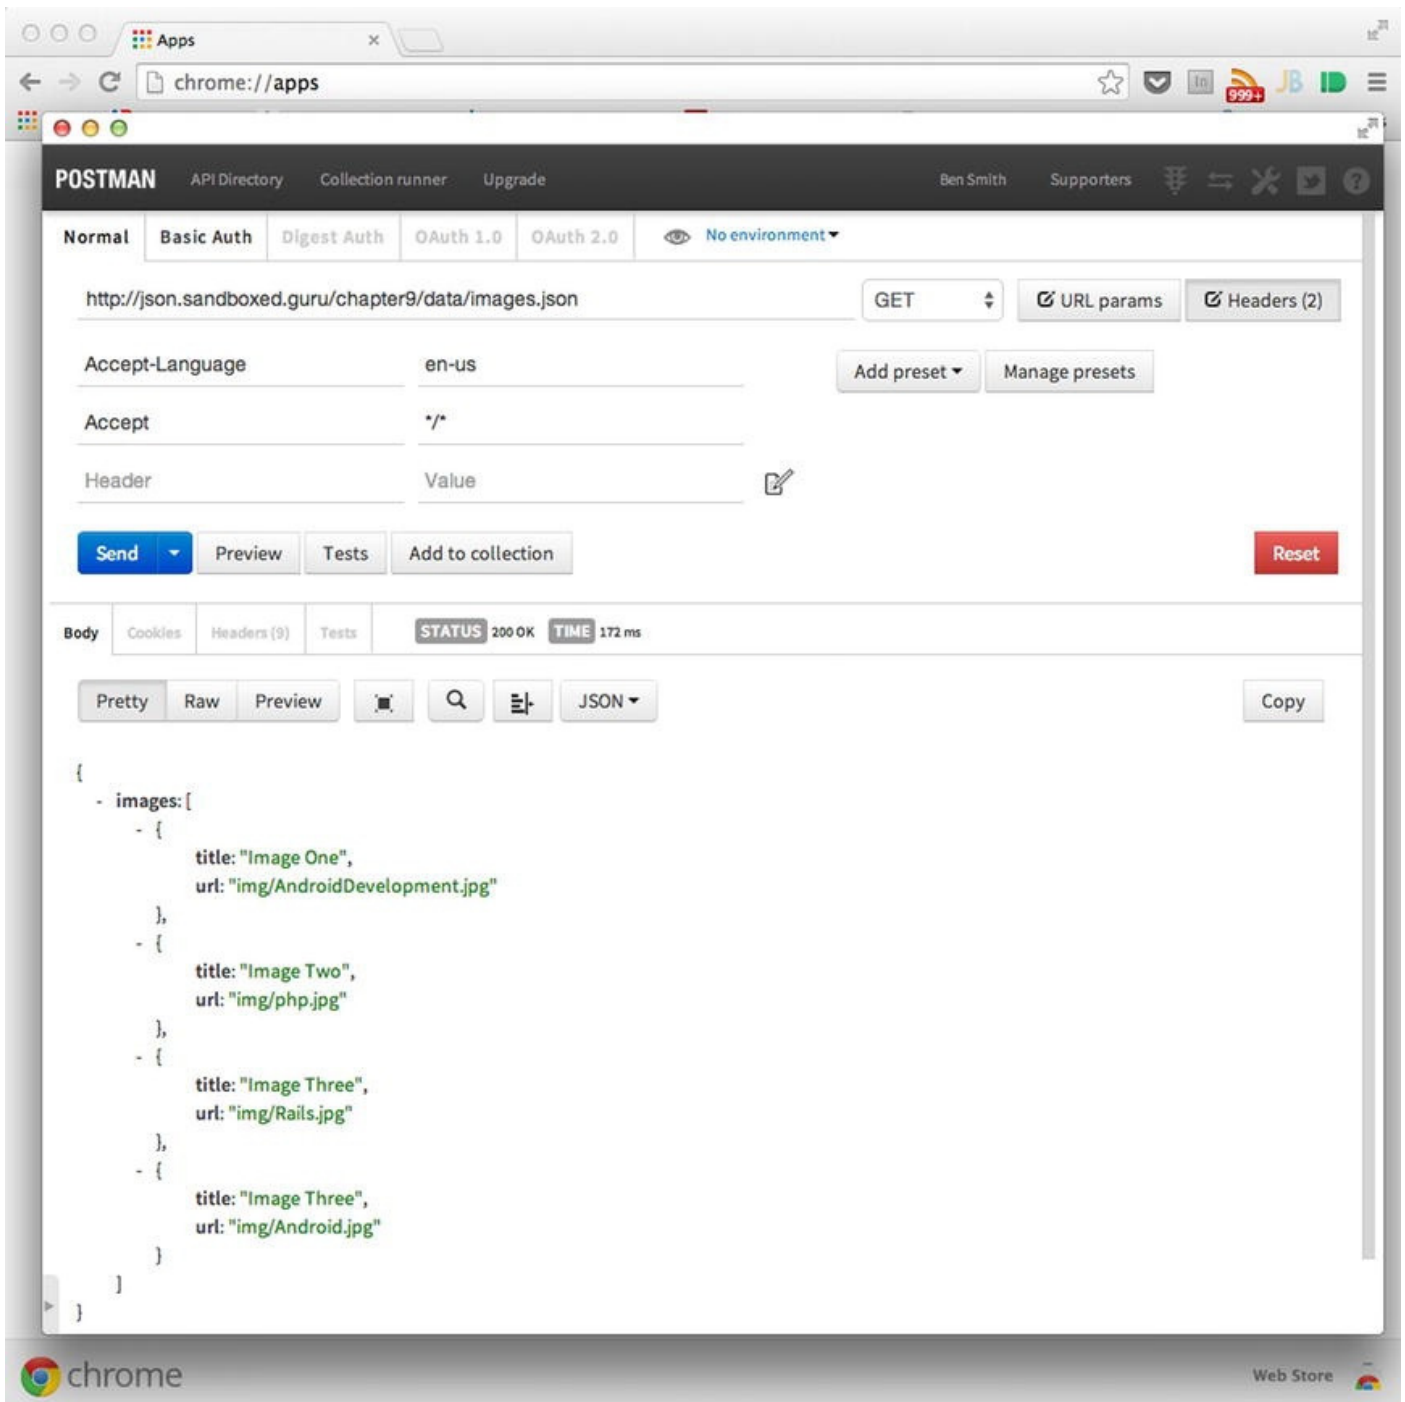 Apps
chrome://apps
In 999+ JB
POSTMAN API Directory Collection runner Upgrade Ben Smith Supporters ?
Normal Basic Auth Digest Auth OAuth 1.0 OAuth 2.0 No environment
http://json.sandboxed.guru/chapter9/data/images.json GET URL params Headers (2)
Accept-Language en-us Add preset Manage presets
Accept */*
Header Value
Send Preview Tests Add to collection Reset
Body Cookies Headers (9) Tests STATUS 200 OK TIME 172 ms
Pretty Raw Preview JSON Copy
{
- images: [
- {
title: "Image One",
url: "img/AndroidDevelopment.jpg"
},
- {
title: "Image Two",
url: "img/php.jpg"
},
- {
title: "Image Three",
url: "img/Rails.jpg"
},
- {
title: "Image Three",
url: "img/Android.jpg"
}
]
}
chrome Web Store